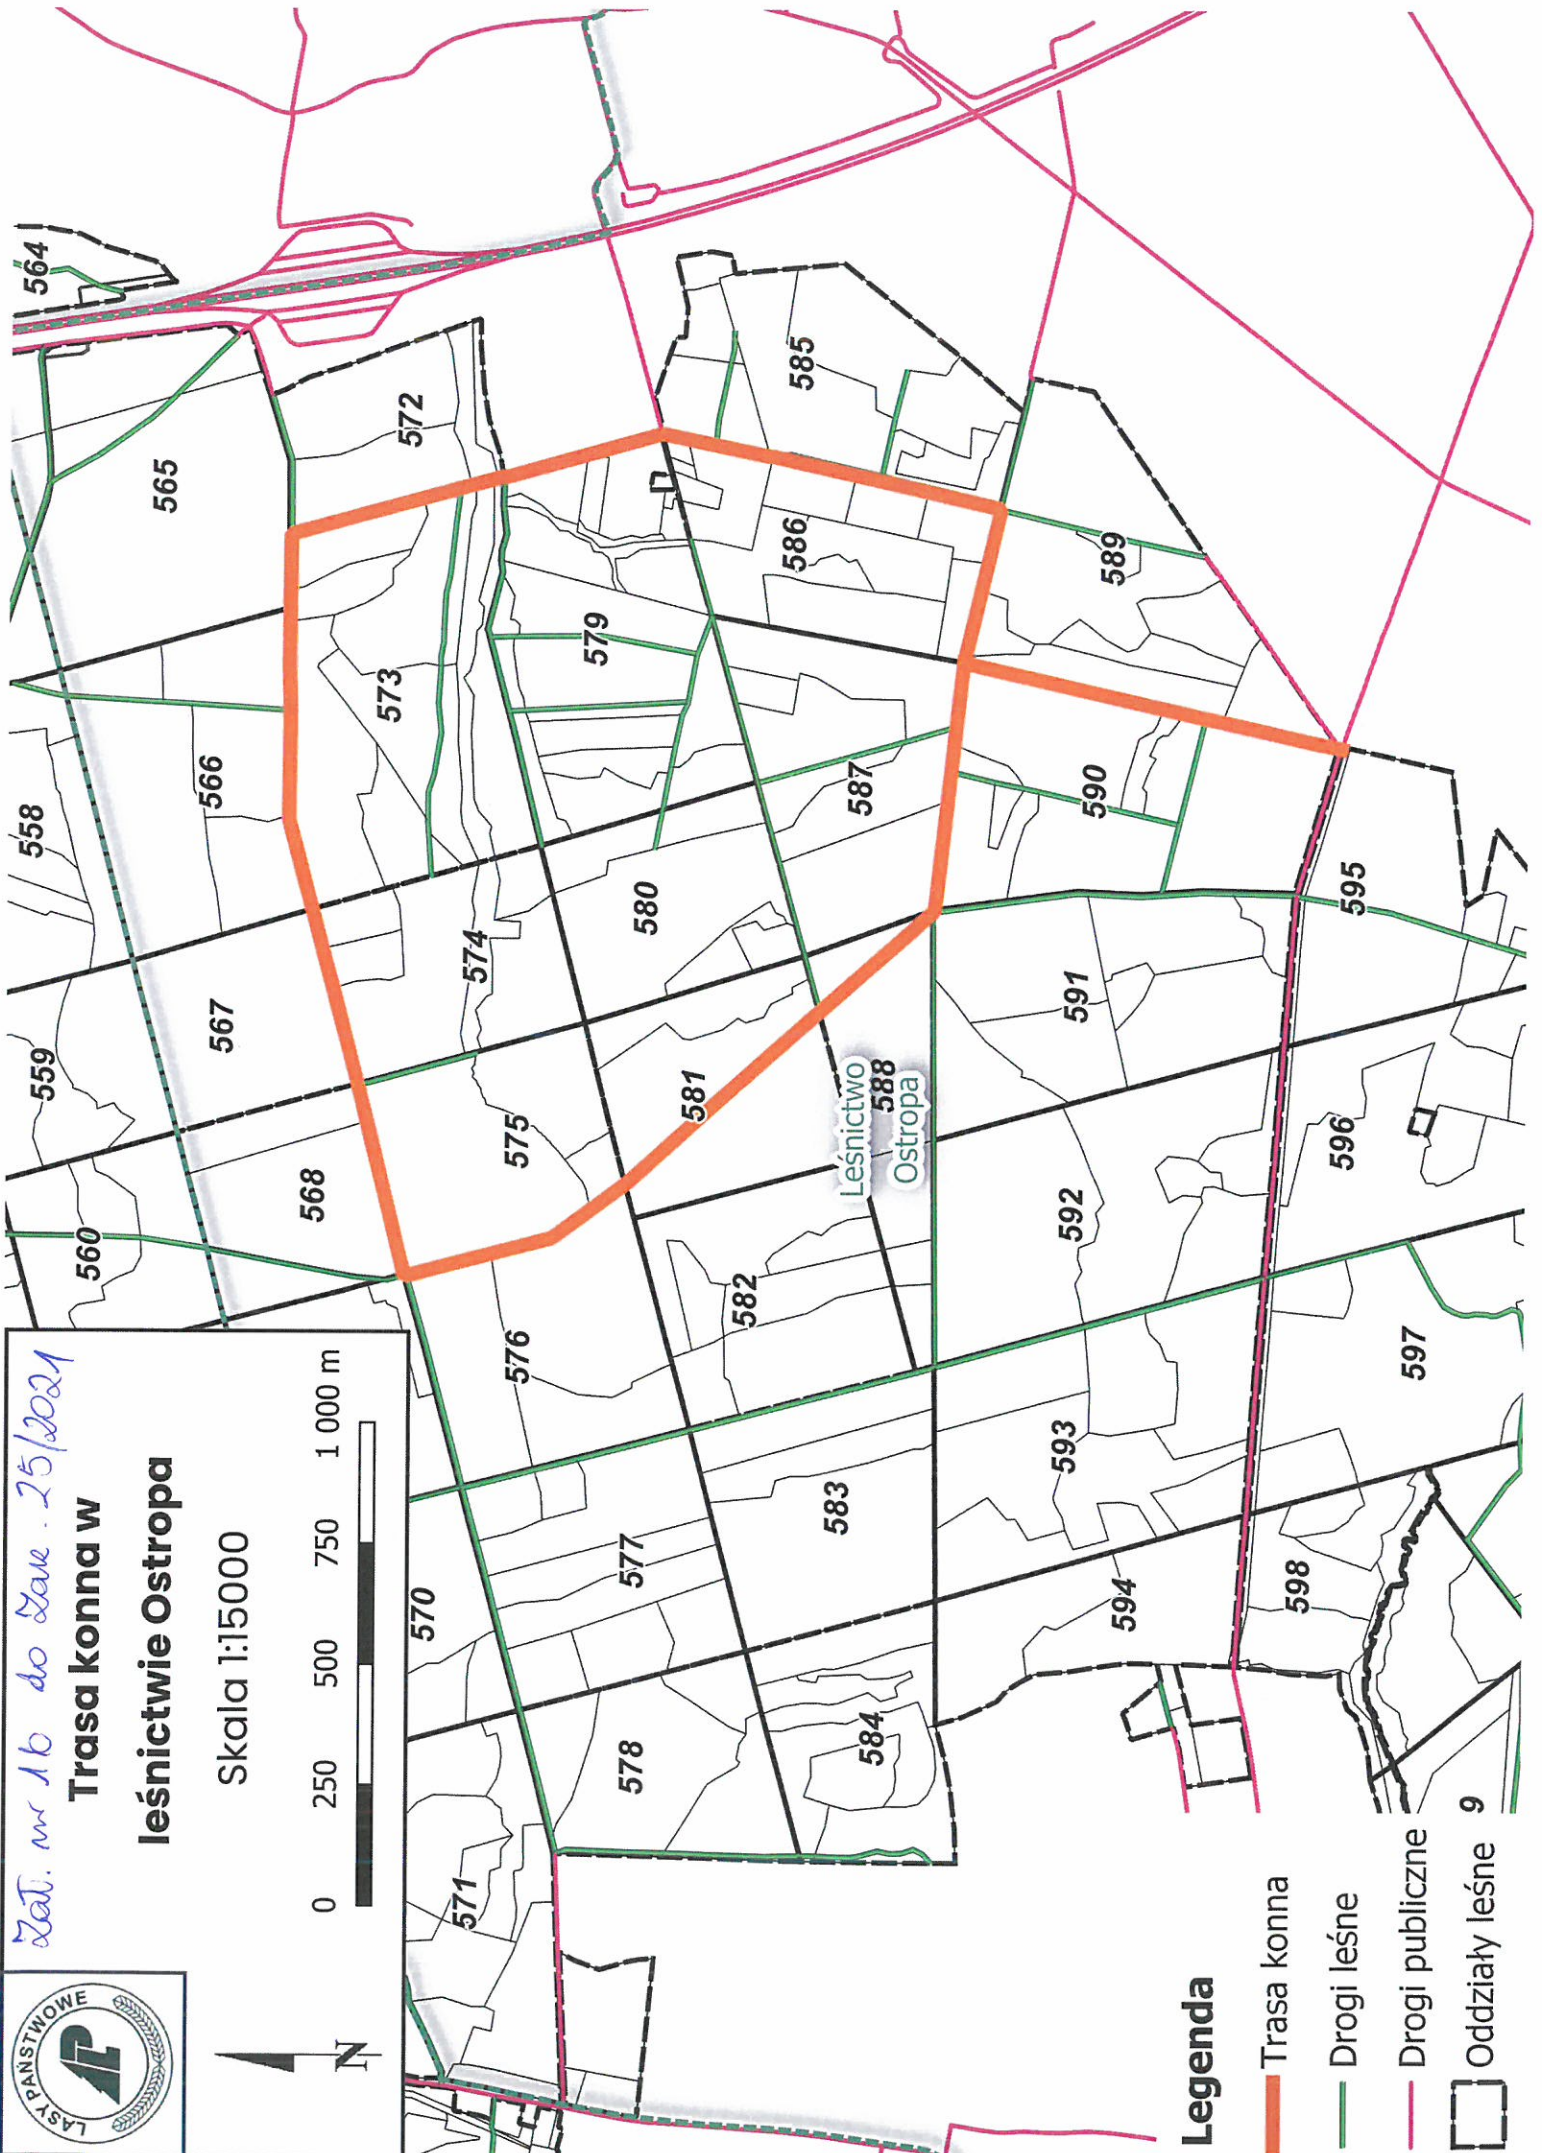 Zał. nr 1b do Zarz. 25/2021
LASY PAŃSTWOWE
LP
Trasa konna w
leśnictwie Ostropa
Skala 1:15000
0 250 500 750 1 000 m
N
564
565
572
585
558
566
573
579
586
589
559
567
574
580
587
590
595
560
568
575
581
588
591
596
Leśnictwo
Ostropa
576
582
592
597
570
577
583
593
598
594
571
578
584
9
Legenda
Trasa konna
Drogi leśne
Drogi publiczne
Oddziały leśne